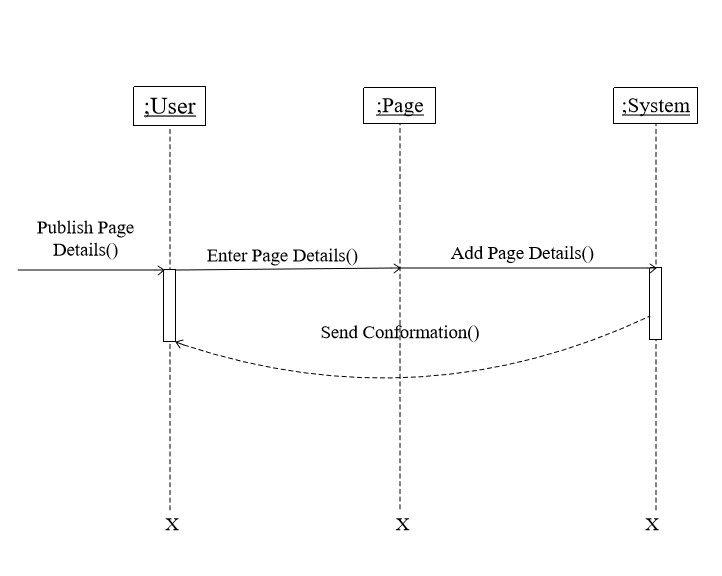 ;User
;Page
;System
Publish Page
Details()
Enter Page Details()
Add Page Details()
Send Conformation()
X
X
X